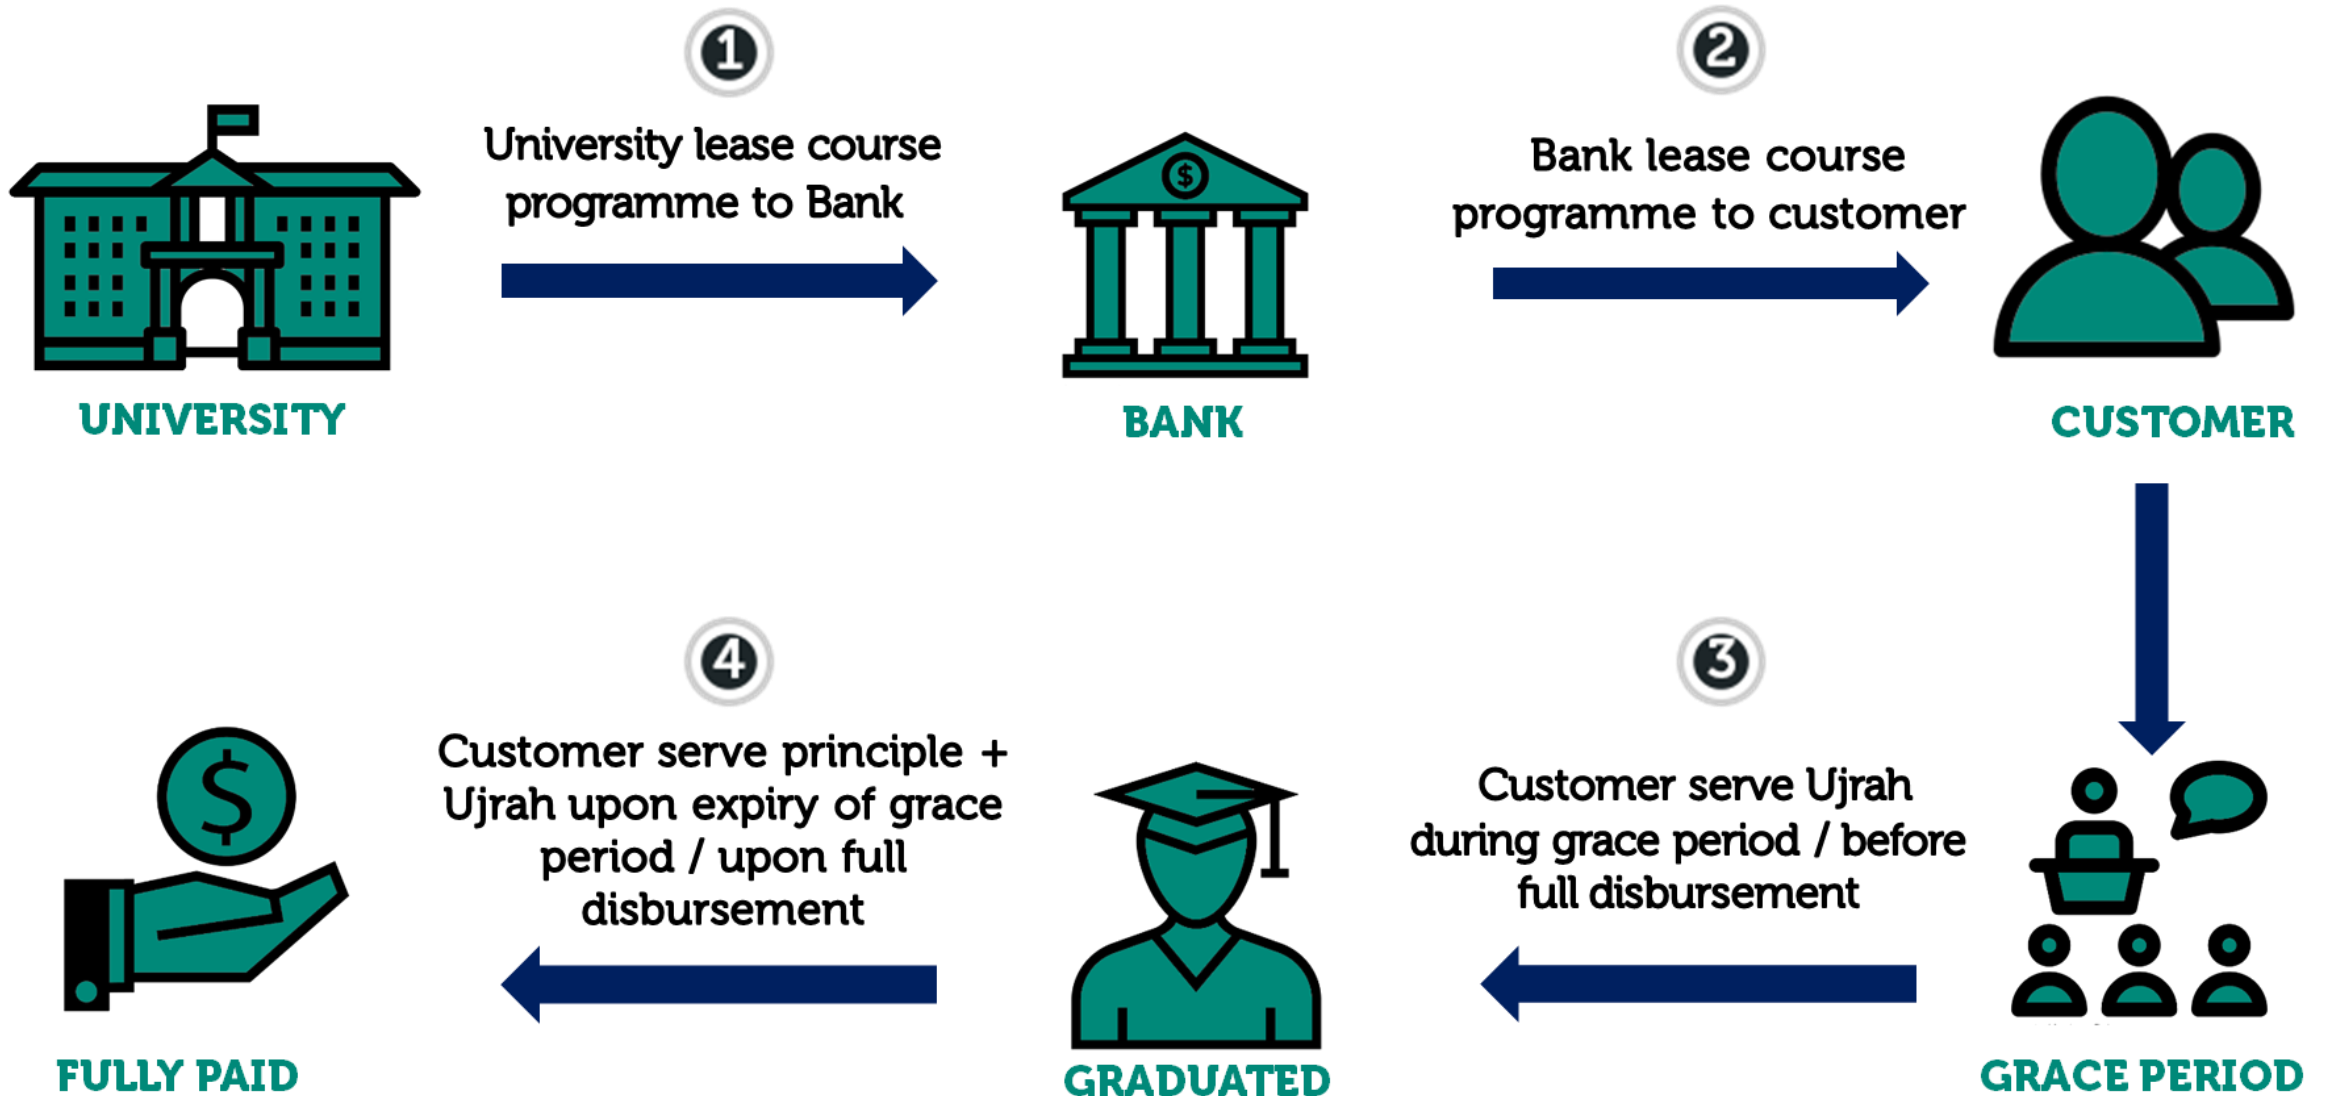 1
University lease course
programme to Bank
2
Bank lease course
programme to customer
$
UNIVERSITY
BANK
CUSTOMER
3
Customer serve Ujrah
during grace period / before
full disbursement
4
Customer serve principle +
Ujrah upon expiry of grace
period / upon full
disbursement
$
GRACE PERIOD
GRADUATED
FULLY PAID